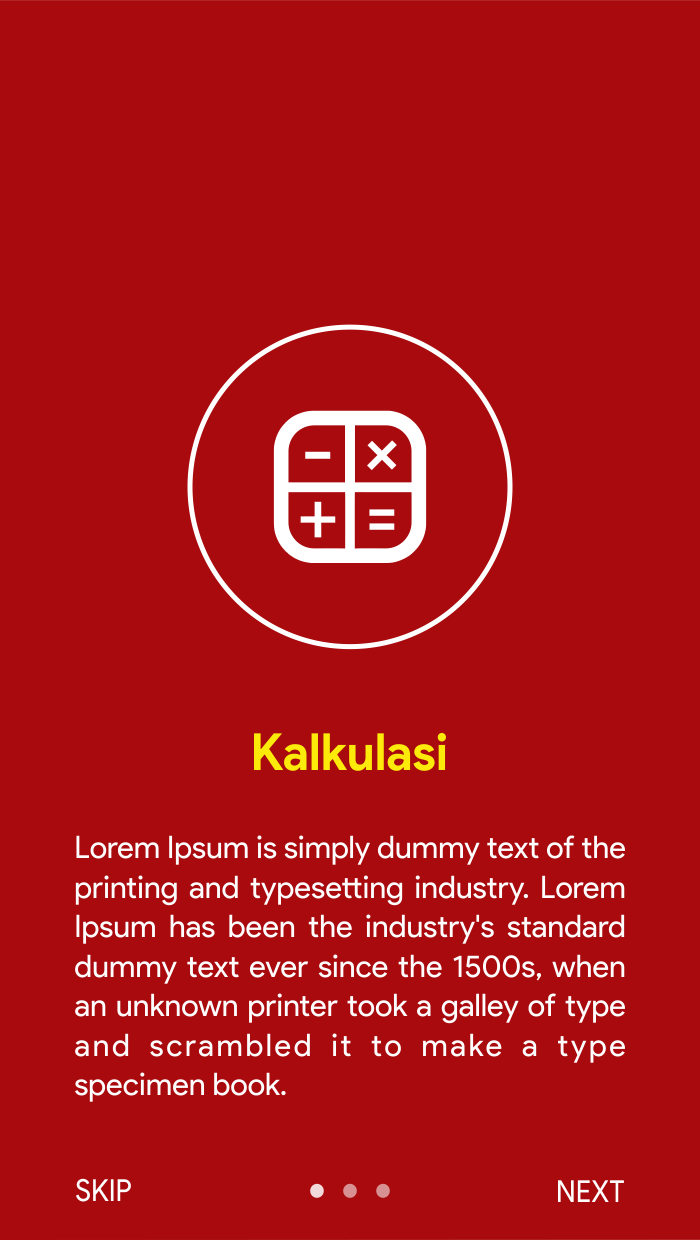 Kalkulasi
Lorem Ipsum is simply dummy text of the
printing and typesetting industry. Lorem
Ipsum has been the industry's standard
dummy text ever since the 1500s, when
an unknown printer took a galley of type
and scrambled it to make a type
specimen book.
SKIP
NEXT